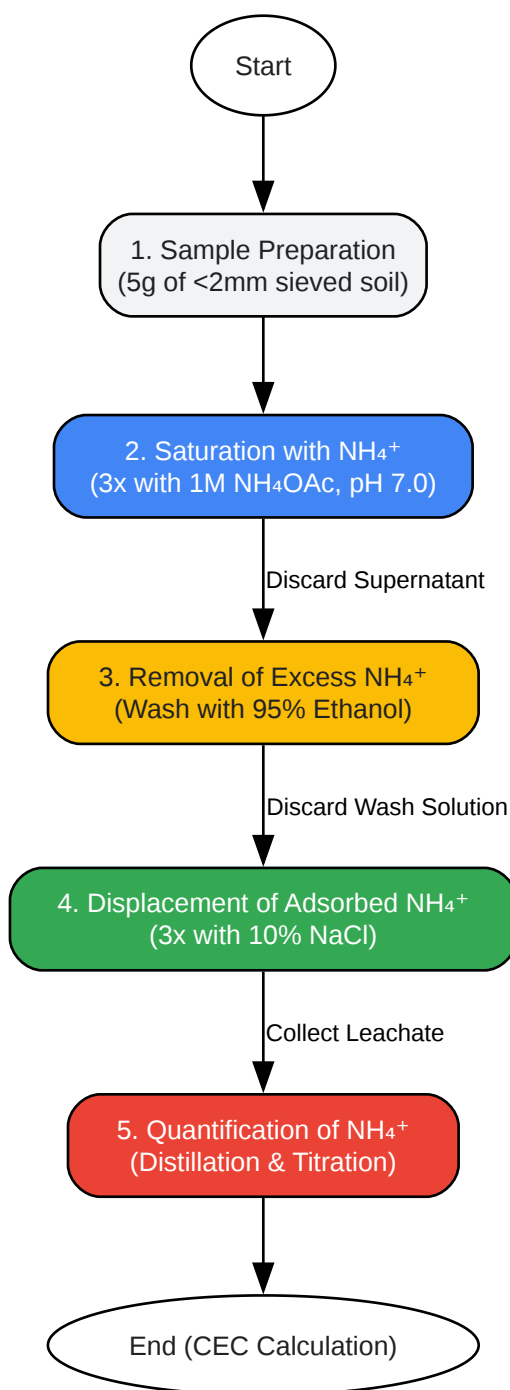 Start
1. Sample Preparation
(5g of <2mm sieved soil)
2. Saturation with NH₄⁺
(3x with 1M NH₄OAc, pH 7.0)
Discard Supernatant
3. Removal of Excess NH₄⁺
(Wash with 95% Ethanol)
Discard Wash Solution
4. Displacement of Adsorbed NH₄⁺
(3x with 10% NaCl)
Collect Leachate
5. Quantification of NH₄⁺
(Distillation & Titration)
End (CEC Calculation)